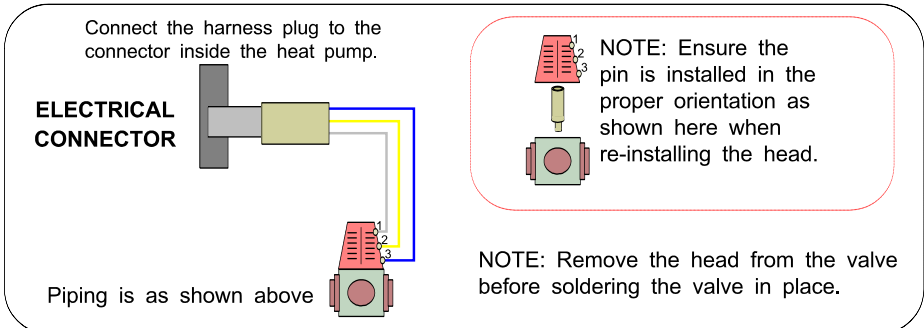 Connect the harness plug to the
connector inside the heat pump.
ELECTRICAL
CONNECTOR
1
2
3
Piping is as shown above
1
2
3
NOTE: Ensure the
pin is installed in the
proper orientation as
shown here when
re-installing the head.
NOTE: Remove the head from the valve
before soldering the valve in place.